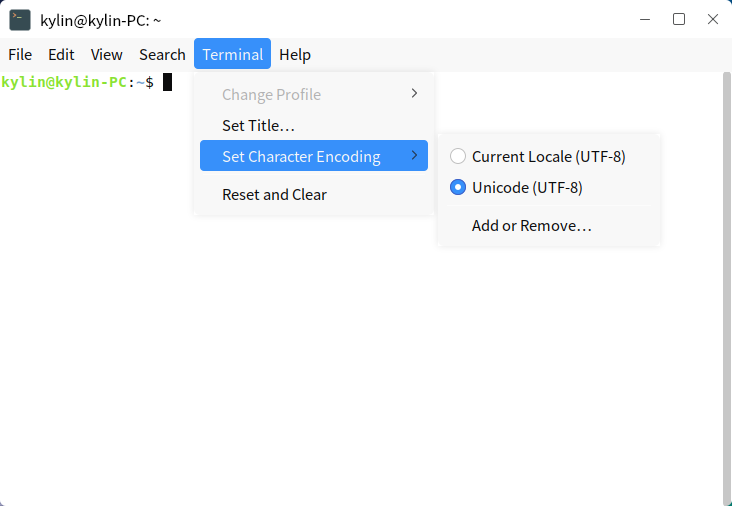 kylin@kylin-PC: ~
File Edit View Search Terminal Help
kylin@kylin-PC:~$
Change Profile
Set Title…
Set Character Encoding
Reset and Clear
Current Locale (UTF-8)
Unicode (UTF-8)
Add or Remove…